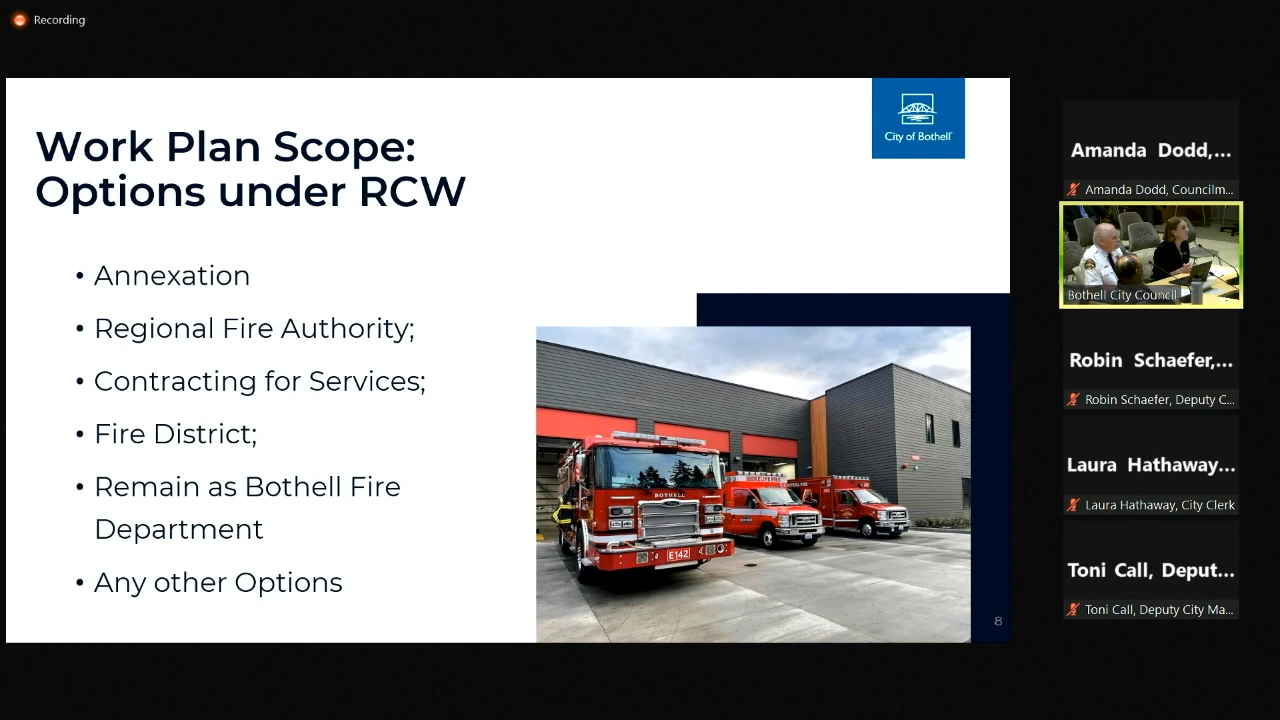 Recording
City of Bothell
Work Plan Scope:
Options under RCW
• Annexation
• Regional Fire Authority;
• Contracting for Services;
• Fire District;
• Remain as Bothell Fire
Department
• Any other Options
BOTHELL
E142
8
Amanda Dodd,...
Amanda Dodd, Councilm...
Bothell City Council
Robin Schaefer,...
Robin Schaefer, Deputy C...
Laura Hathaway...
Laura Hathaway, City Clerk
Toni Call, Deput...
Toni Call, Deputy City Ma...